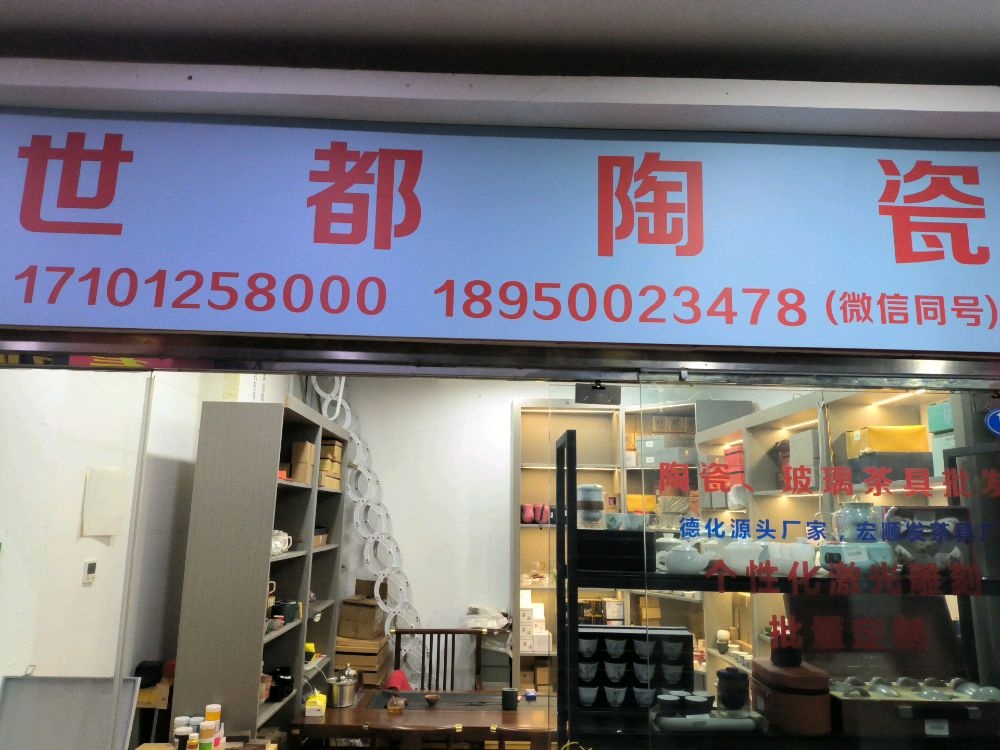 世都陶瓷
17101258000 18950023478 (微信同号)
陶瓷、玻璃茶具批发
德化源头厂家，宏顺发茶具厂
个性化激光雕刻
批量定制